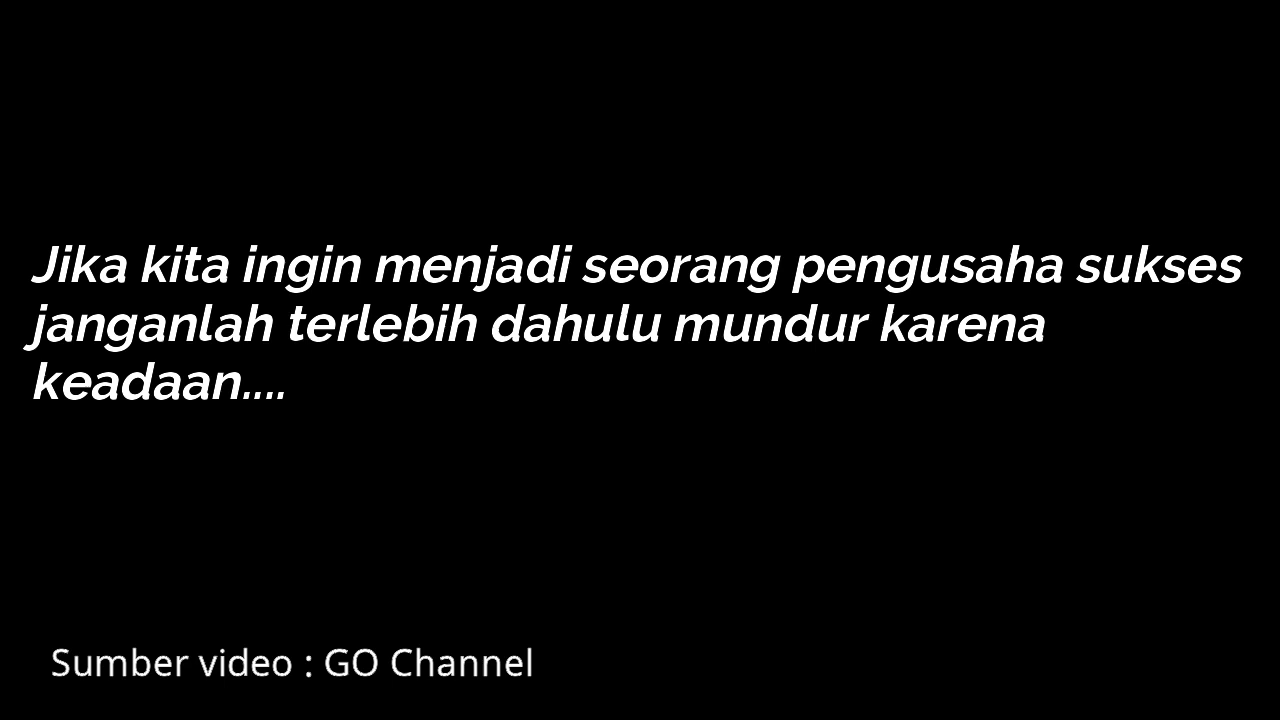 Jika kita ingin menjadi seorang pengusaha sukses
janganlah terlebih dahulu mundur karena
keadaan....
Sumber video : GO Channel